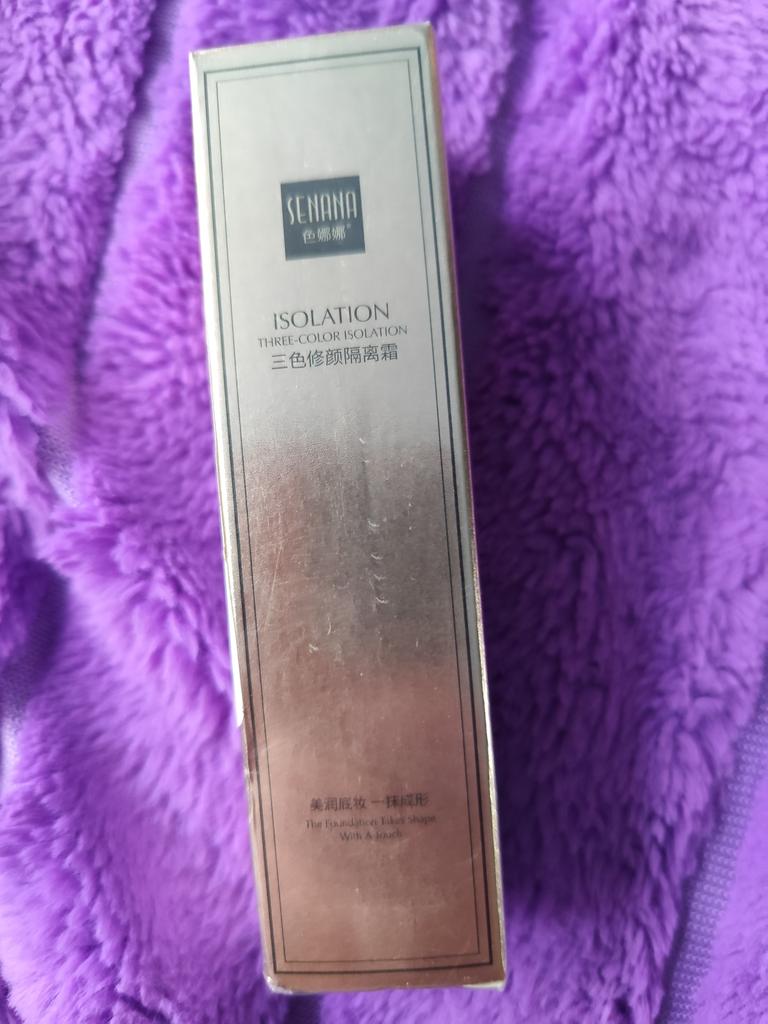 SENANA
色娜娜®
ISOLATION
THREE-COLOR ISOLATION
三色修颜隔离霜
美润底妆 一抹成形
The Foundation Takes Shape
With A Touch